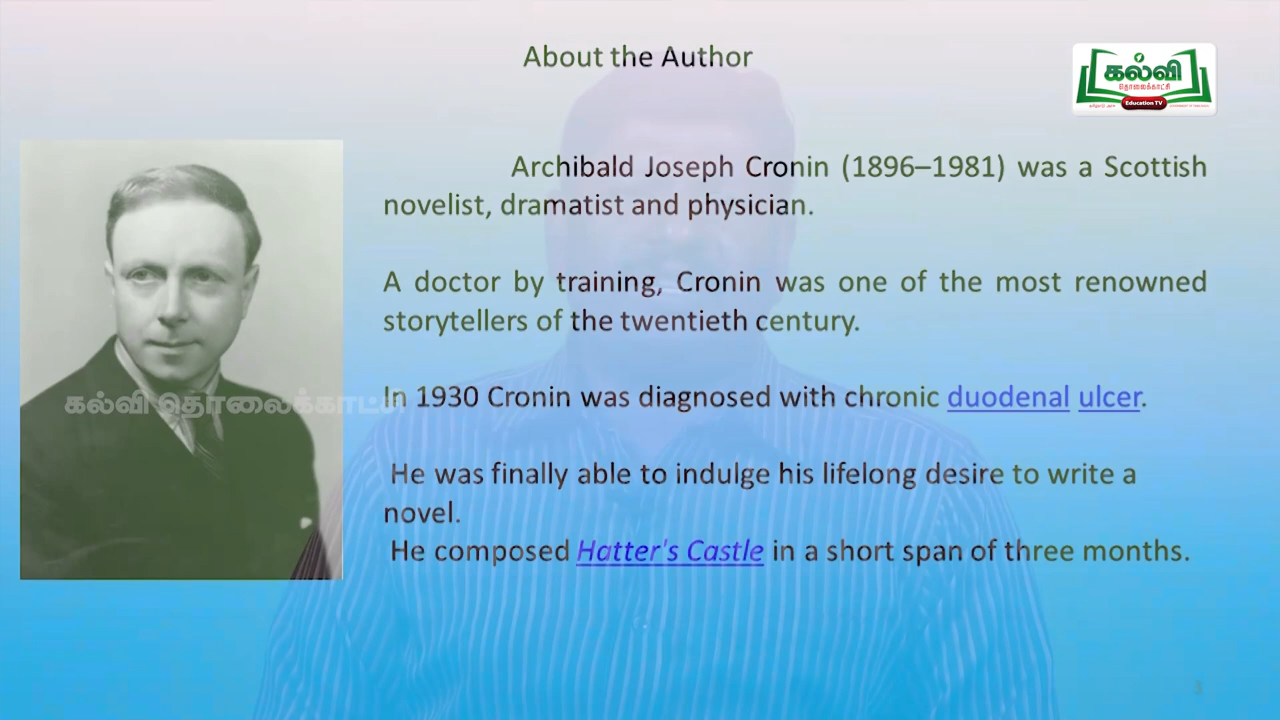 About the Author
கல்வி
தொலைக்காட்சி
Education TV
Archibald Joseph Cronin (1896–1981) was a Scottish
novelist, dramatist and physician.
A doctor by training, Cronin was one of the most renowned
storytellers of the twentieth century.
கல்வி தொலைக்காட்சி
In 1930 Cronin was diagnosed with chronic duodenal ulcer.
He was finally able to indulge his lifelong desire to write a
novel.
He composed Hatter's Castle in a short span of three months.
3